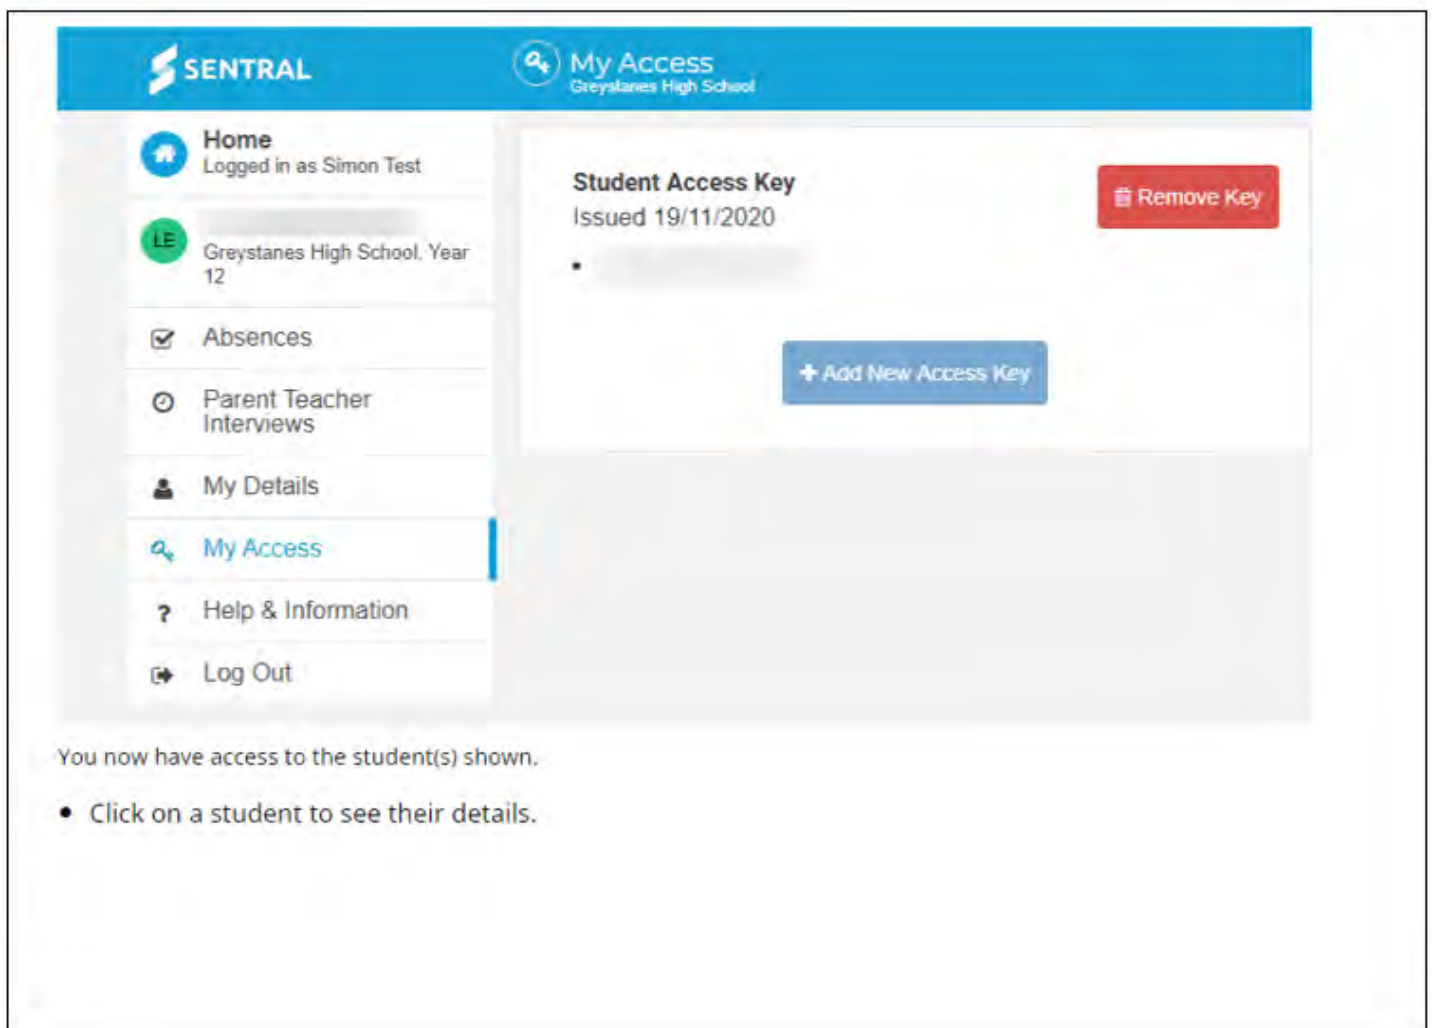 SENTRAL
My Access
Greystanes High School
Home
Logged in as Simon Test
LE
Greystanes High School, Year
12
Absences
Parent Teacher
Interviews
My Details
My Access
? Help & Information
Log Out
Student Access Key
Issued 19/11/2020
•
Remove Key
+ Add New Access Key
You now have access to the student(s) shown.
• Click on a student to see their details.